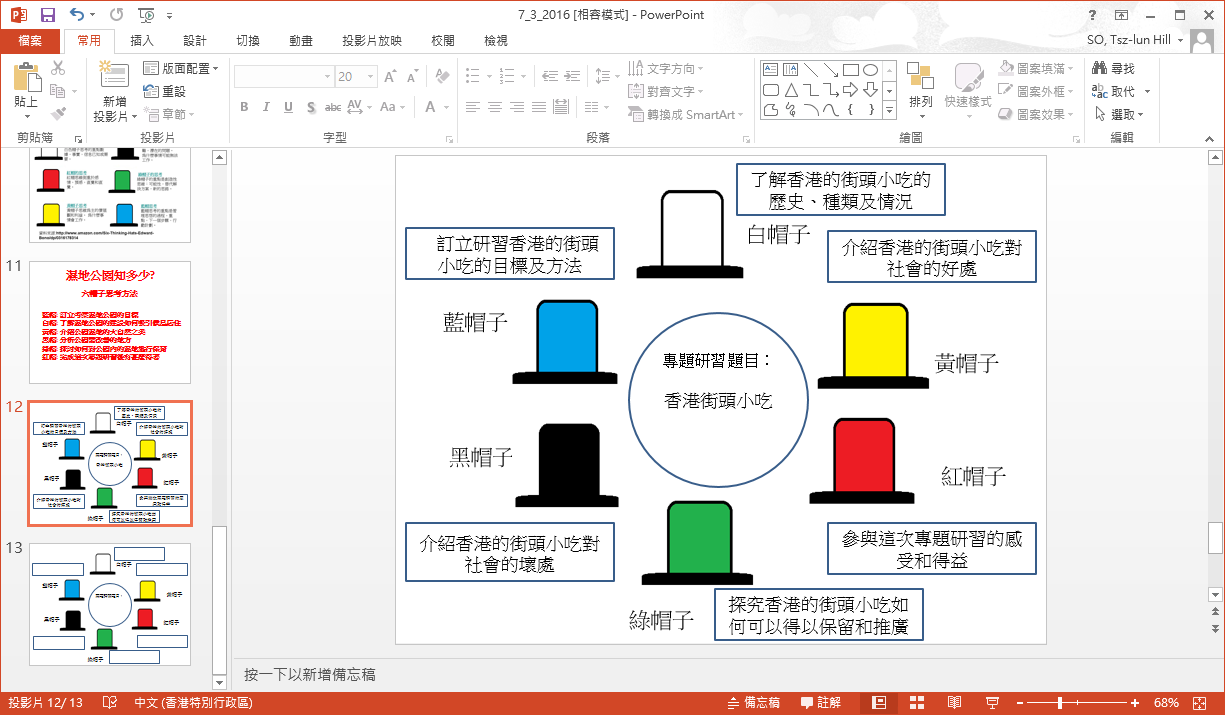 7_3_2016 [相容模式] - PowerPoint
檔案 常用 插入 設計 切換 動畫 投影片放映 校閱 檢視
SO, Tsz-lun Hill
貼上
新增
投影片
版面配置
重設
章節
20
B I U S abc AV Aa A
文字方向
對齊文字
轉換成 SmartArt
排列
快速樣式
圖案填滿
圖案外框
圖案效果
尋找
取代
選取
剪貼簿 投影片 字型 段落 繪圖 編輯
11
濕地公園知多少?
六帽子思考方法
12
13
了解香港的街頭小吃的
歷史、種類及情況
白帽子
訂立研習香港的街頭
小吃的目標及方法
介紹香港的街頭小吃對
社會的好處
藍帽子
黃帽子
專題研習題目：
香港街頭小吃
黑帽子
紅帽子
介紹香港的街頭小吃對
社會的壞處
參與這次專題研習的感
受和得益
綠帽子
探究香港的街頭小吃如
何可以得以保留和推廣
按一下以新增備忘稿
投影片 12/ 13 中文 (香港特別行政區) 備忘稿 註解 68%